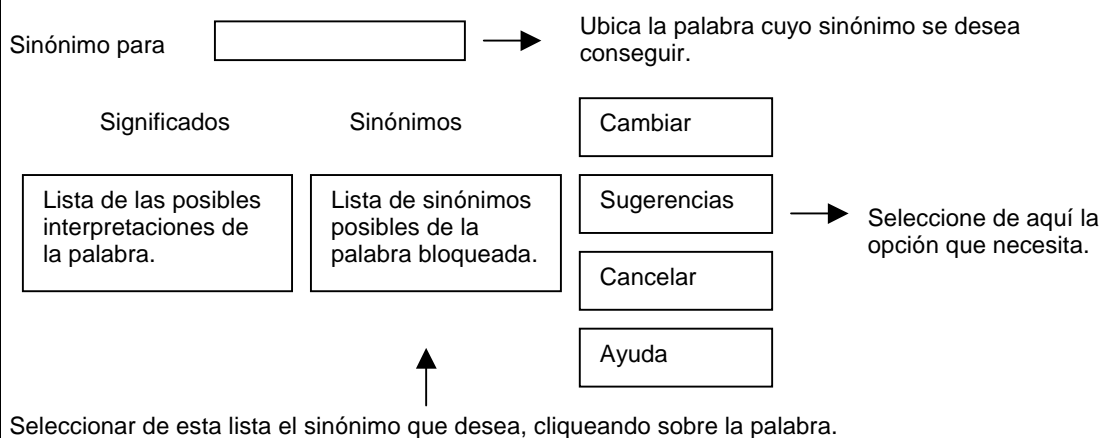 Sinónimo para
Ubica la palabra cuyo sinónimo se desea
conseguir.
Significados
Sinónimos
Cambiar
Lista de las posibles
interpretaciones de
la palabra.
Lista de sinónimos
posibles de la
palabra bloqueada.
Sugerencias
Seleccione de aquí la
opción que necesita.
Cancelar
Ayuda
Seleccionar de esta lista el sinónimo que desea, cliqueando sobre la palabra.